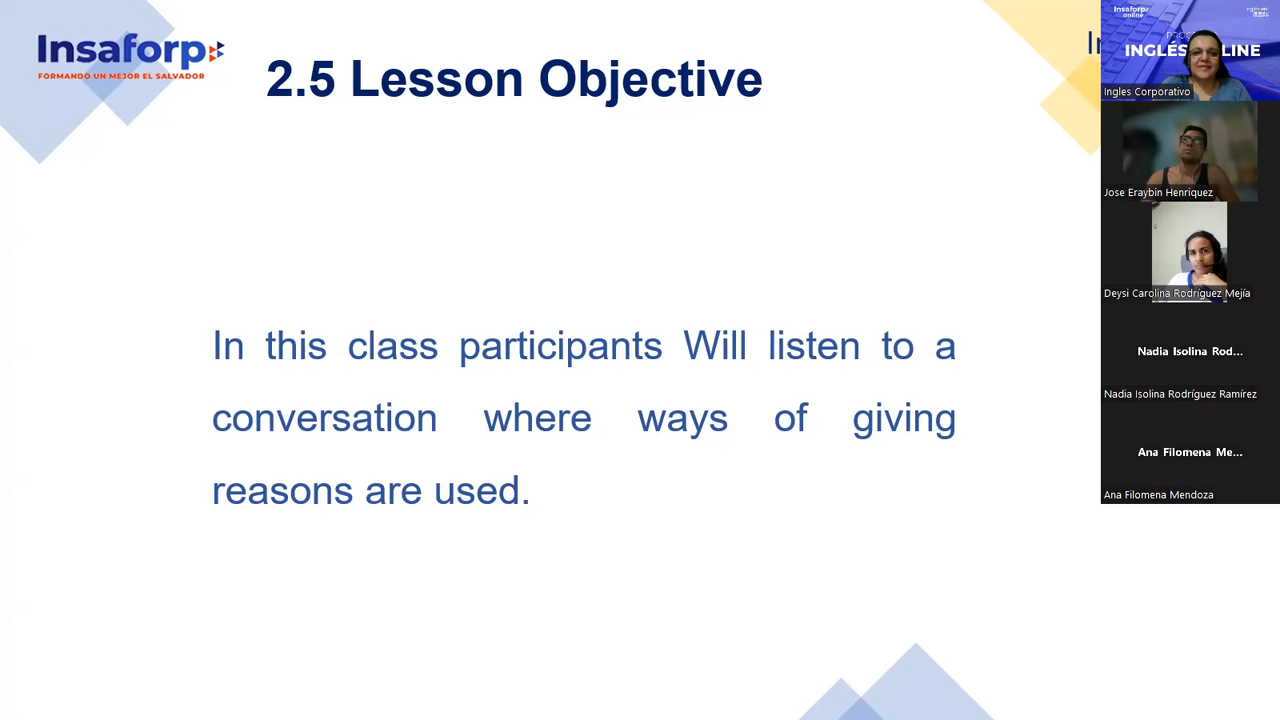 Insaforp
FORMANDO UN MEJOR EL SALVADOR
2.5 Lesson Objective
In this class participants Will listen to a
conversation where ways of giving
reasons are used.
Insaforp
online
INGLÉS
LINE
Ingles Corporativo
Jose Eraybin Henriquez
Deysi Carolina Rodríguez Mejía
Nadia Isolina Rod...
Nadia Isolina Rodríguez Ramírez
Ana Filomena Me...
Ana Filomena Mendoza